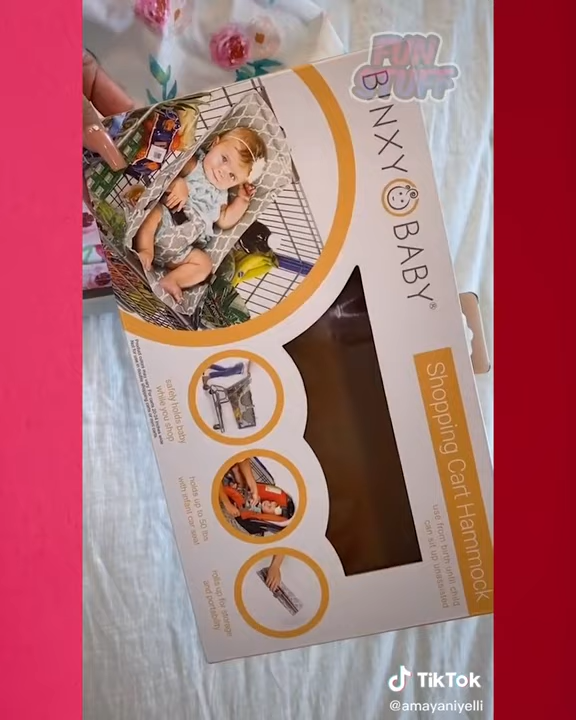 FUN
STUFF
BINXY BABY®
Shopping Cart Hammock
use from birth until child
can sit up unassisted
safely holds baby
while you shop
holds up to 50 lbs
with infant car seat
rolls up for storage
and portability
TikTok
@amayaniyelli